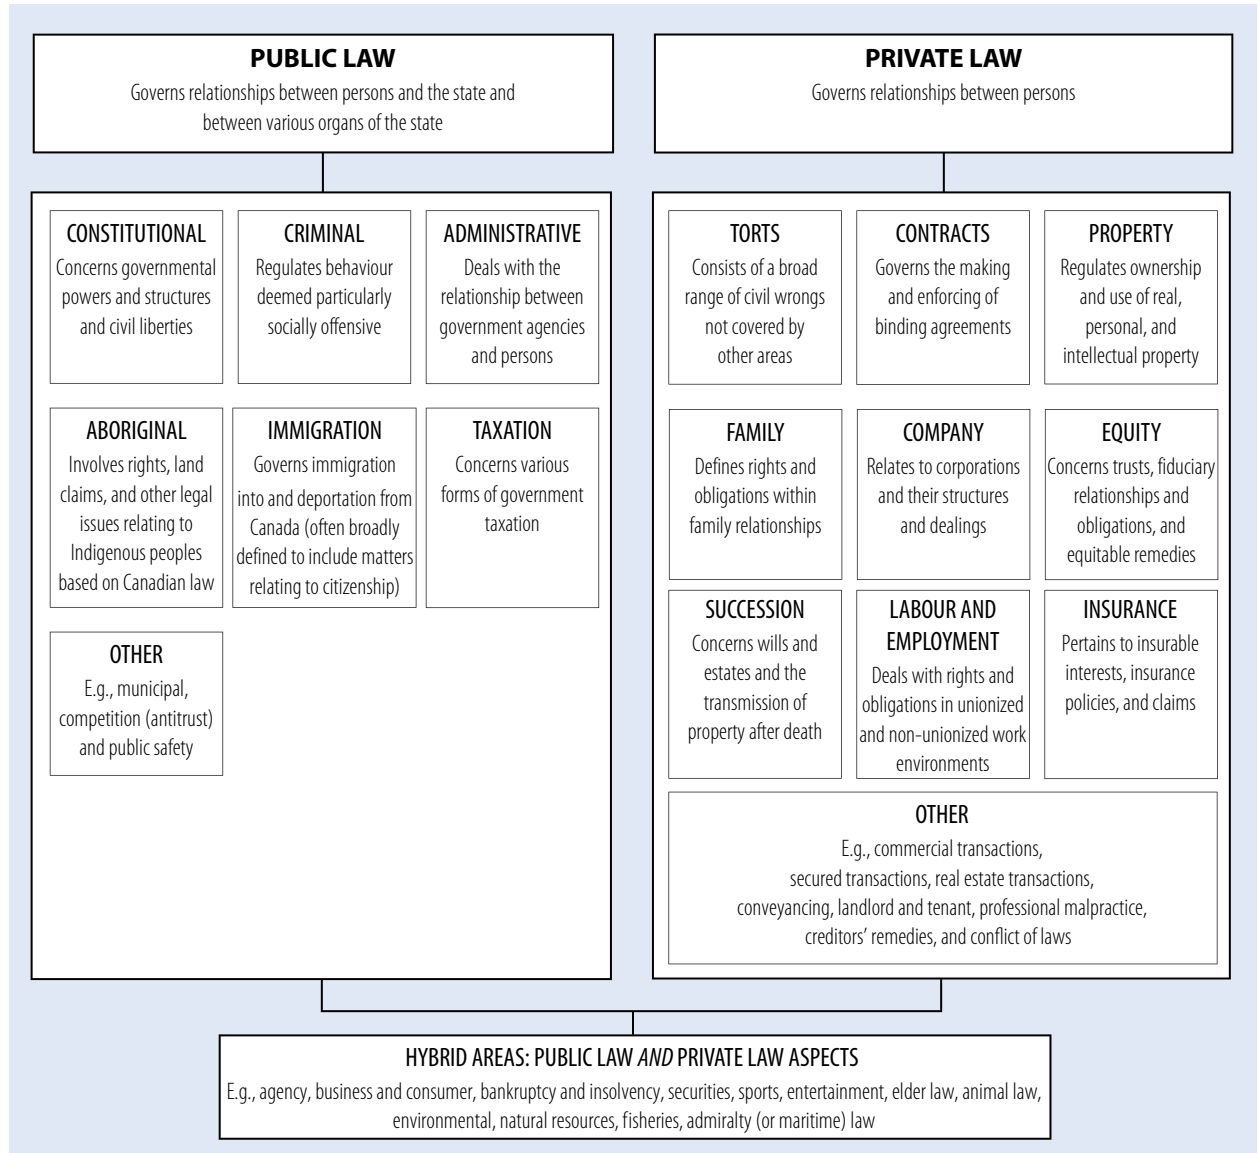 PUBLIC LAW
Governs relationships between persons and the state and
between various organs of the state
PRIVATE LAW
Governs relationships between persons
CONSTITUTIONAL
Concerns governmental
powers and structures
and civil liberties
CRIMINAL
Regulates behaviour
deemed particularly
socially offensive
ADMINISTRATIVE
Deals with the
relationship between
government agencies
and persons
ABORIGINAL
Involves rights, land
claims, and other legal
issues relating to
Indigenous peoples
based on Canadian law
IMMIGRATION
Governs immigration
into and deportation from
Canada (often broadly
defined to include matters
relating to citizenship)
TAXATION
Concerns various
forms of government
taxation
OTHER
E.g., municipal,
competition (antitrust)
and public safety
TORTS
Consists of a broad
range of civil wrongs
not covered by
other areas
CONTRACTS
Governs the making
and enforcing of
binding agreements
PROPERTY
Regulates ownership
and use of real,
personal, and
intellectual property
FAMILY
Defines rights and
obligations within
family relationships
COMPANY
Relates to corporations
and their structures
and dealings
EQUITY
Concerns trusts, fiduciary
relationships and
obligations, and
equitable remedies
SUCCESSION
Concerns wills and
estates and the
transmission of
property after death
LABOUR AND
EMPLOYMENT
Deals with rights and
obligations in unionized
and non-unionized work
environments
INSURANCE
Pertains to insurable
interests, insurance
policies, and claims
OTHER
E.g., commercial transactions,
secured transactions, real estate transactions,
conveyancing, landlord and tenant, professional malpractice,
creditors’ remedies, and conflict of laws
HYBRID AREAS: PUBLIC LAW AND PRIVATE LAW ASPECTS
E.g., agency, business and consumer, bankruptcy and insolvency, securities, sports, entertainment, elder law, animal law,
environmental, natural resources, fisheries, admiralty (or maritime) law